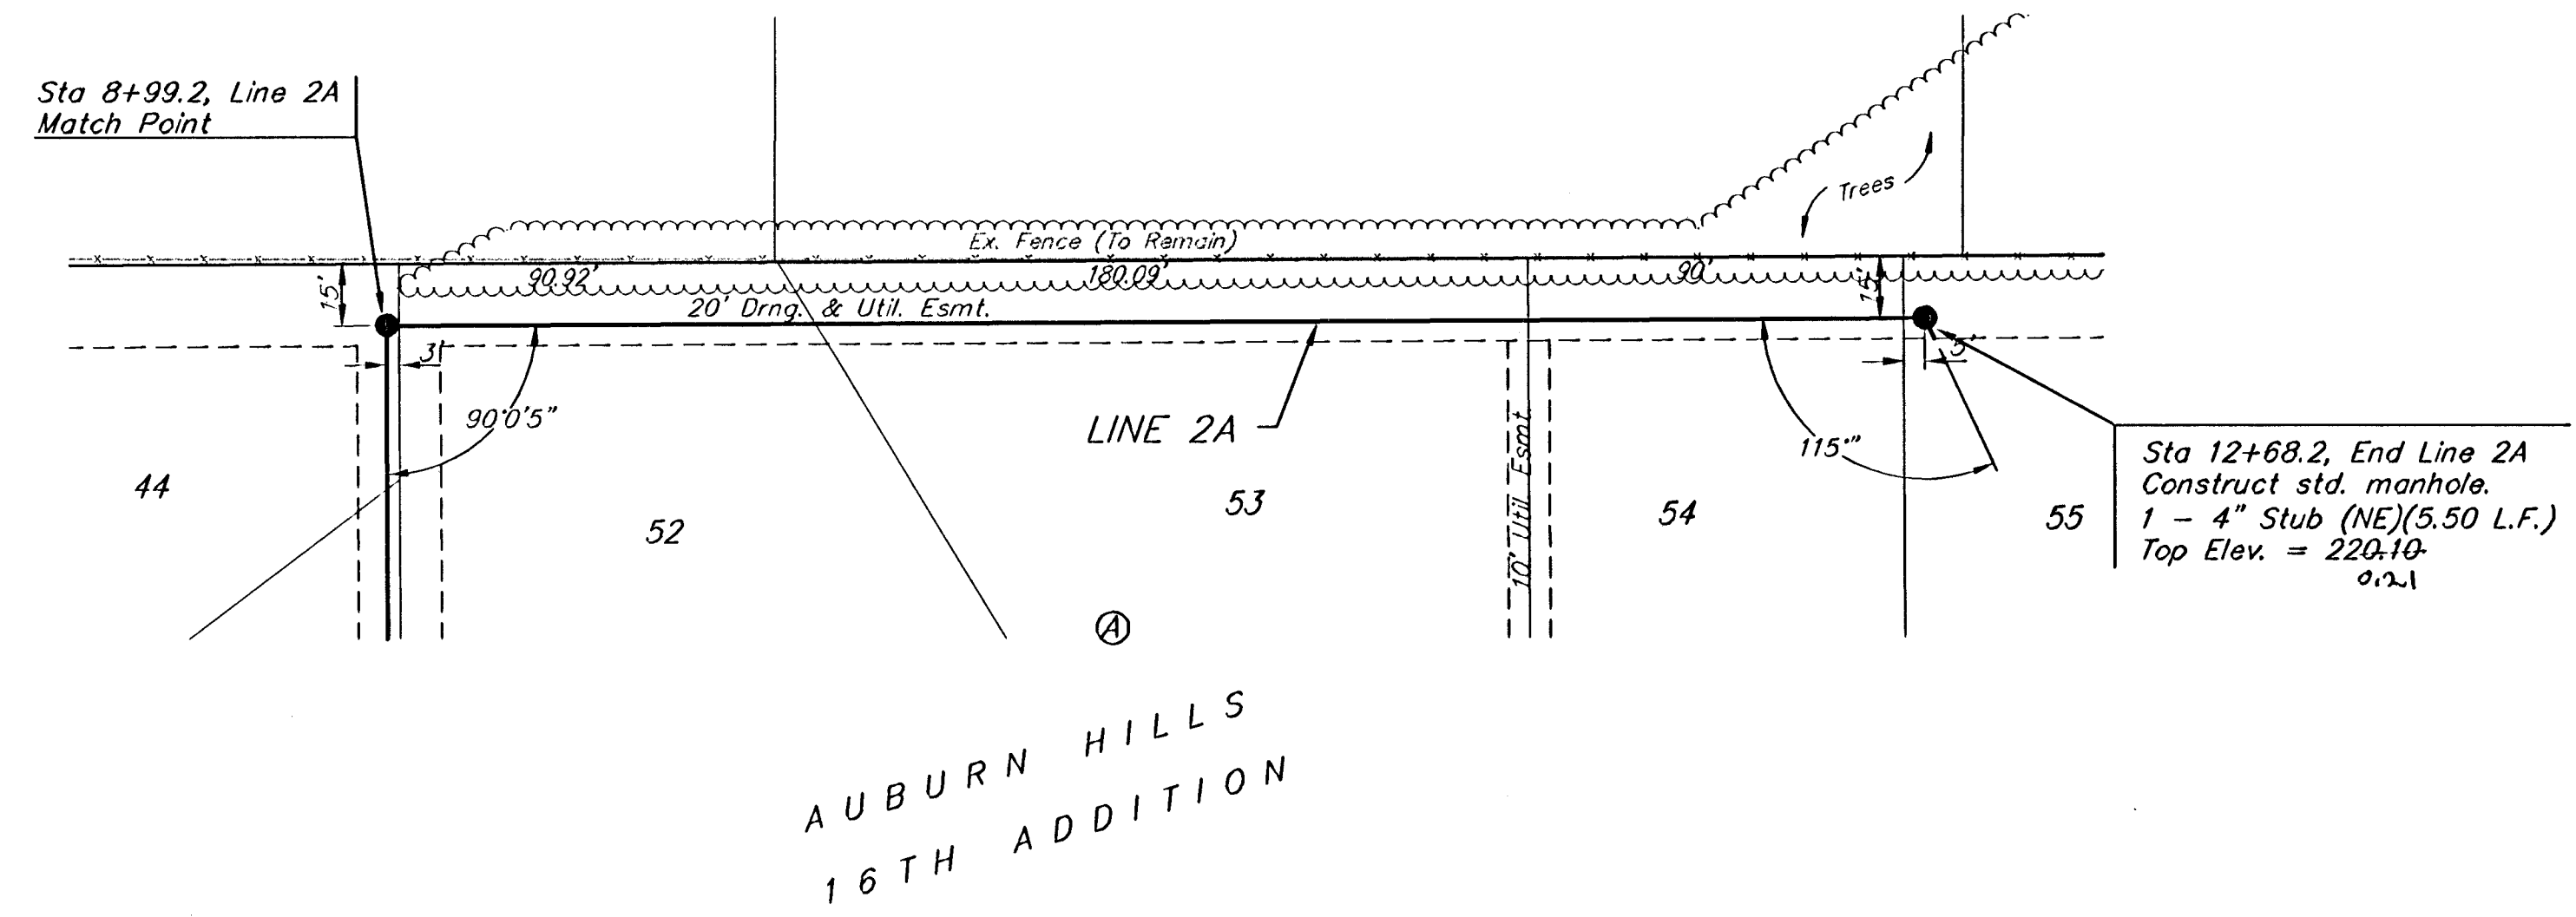 Sta 8+99.2, Line 2A
Match Point
Trees
Ex. Fence (To Remain)
90.92'
180.09'
90'
15'
15'
20' Drng. & Util. Esmt.
3'
5'
90°0'5"
LINE 2A
10' Util Esmt
115°"
44
52
53
54
55
Sta 12+68.2, End Line 2A
Construct std. manhole.
1 - 4" Stub (NE)(5.50 L.F.)
Top Elev. = 220.10
0.21
A
AUBURN HILLS
16TH ADDITION